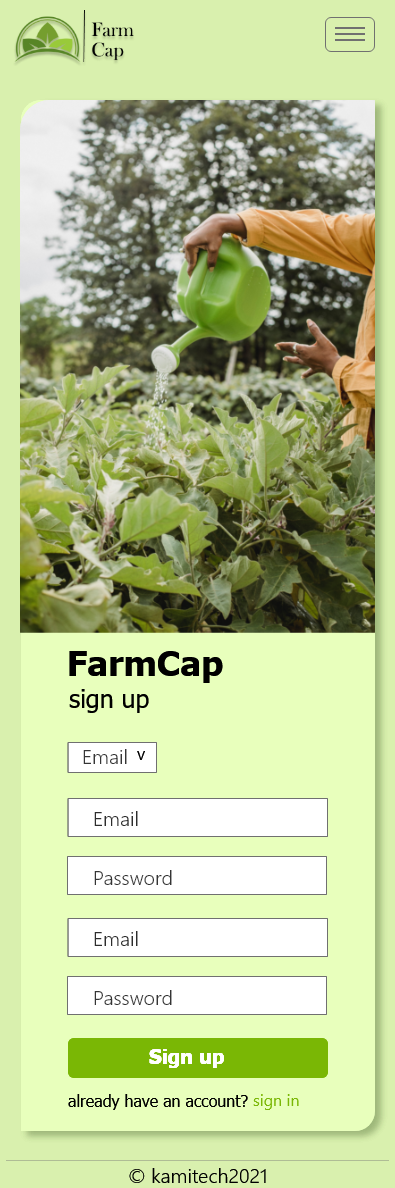 Farm
Cap
FarmCap
sign up
Email v
Email
Password
Email
Password
Sign up
already have an account? sign in
© kamitech2021